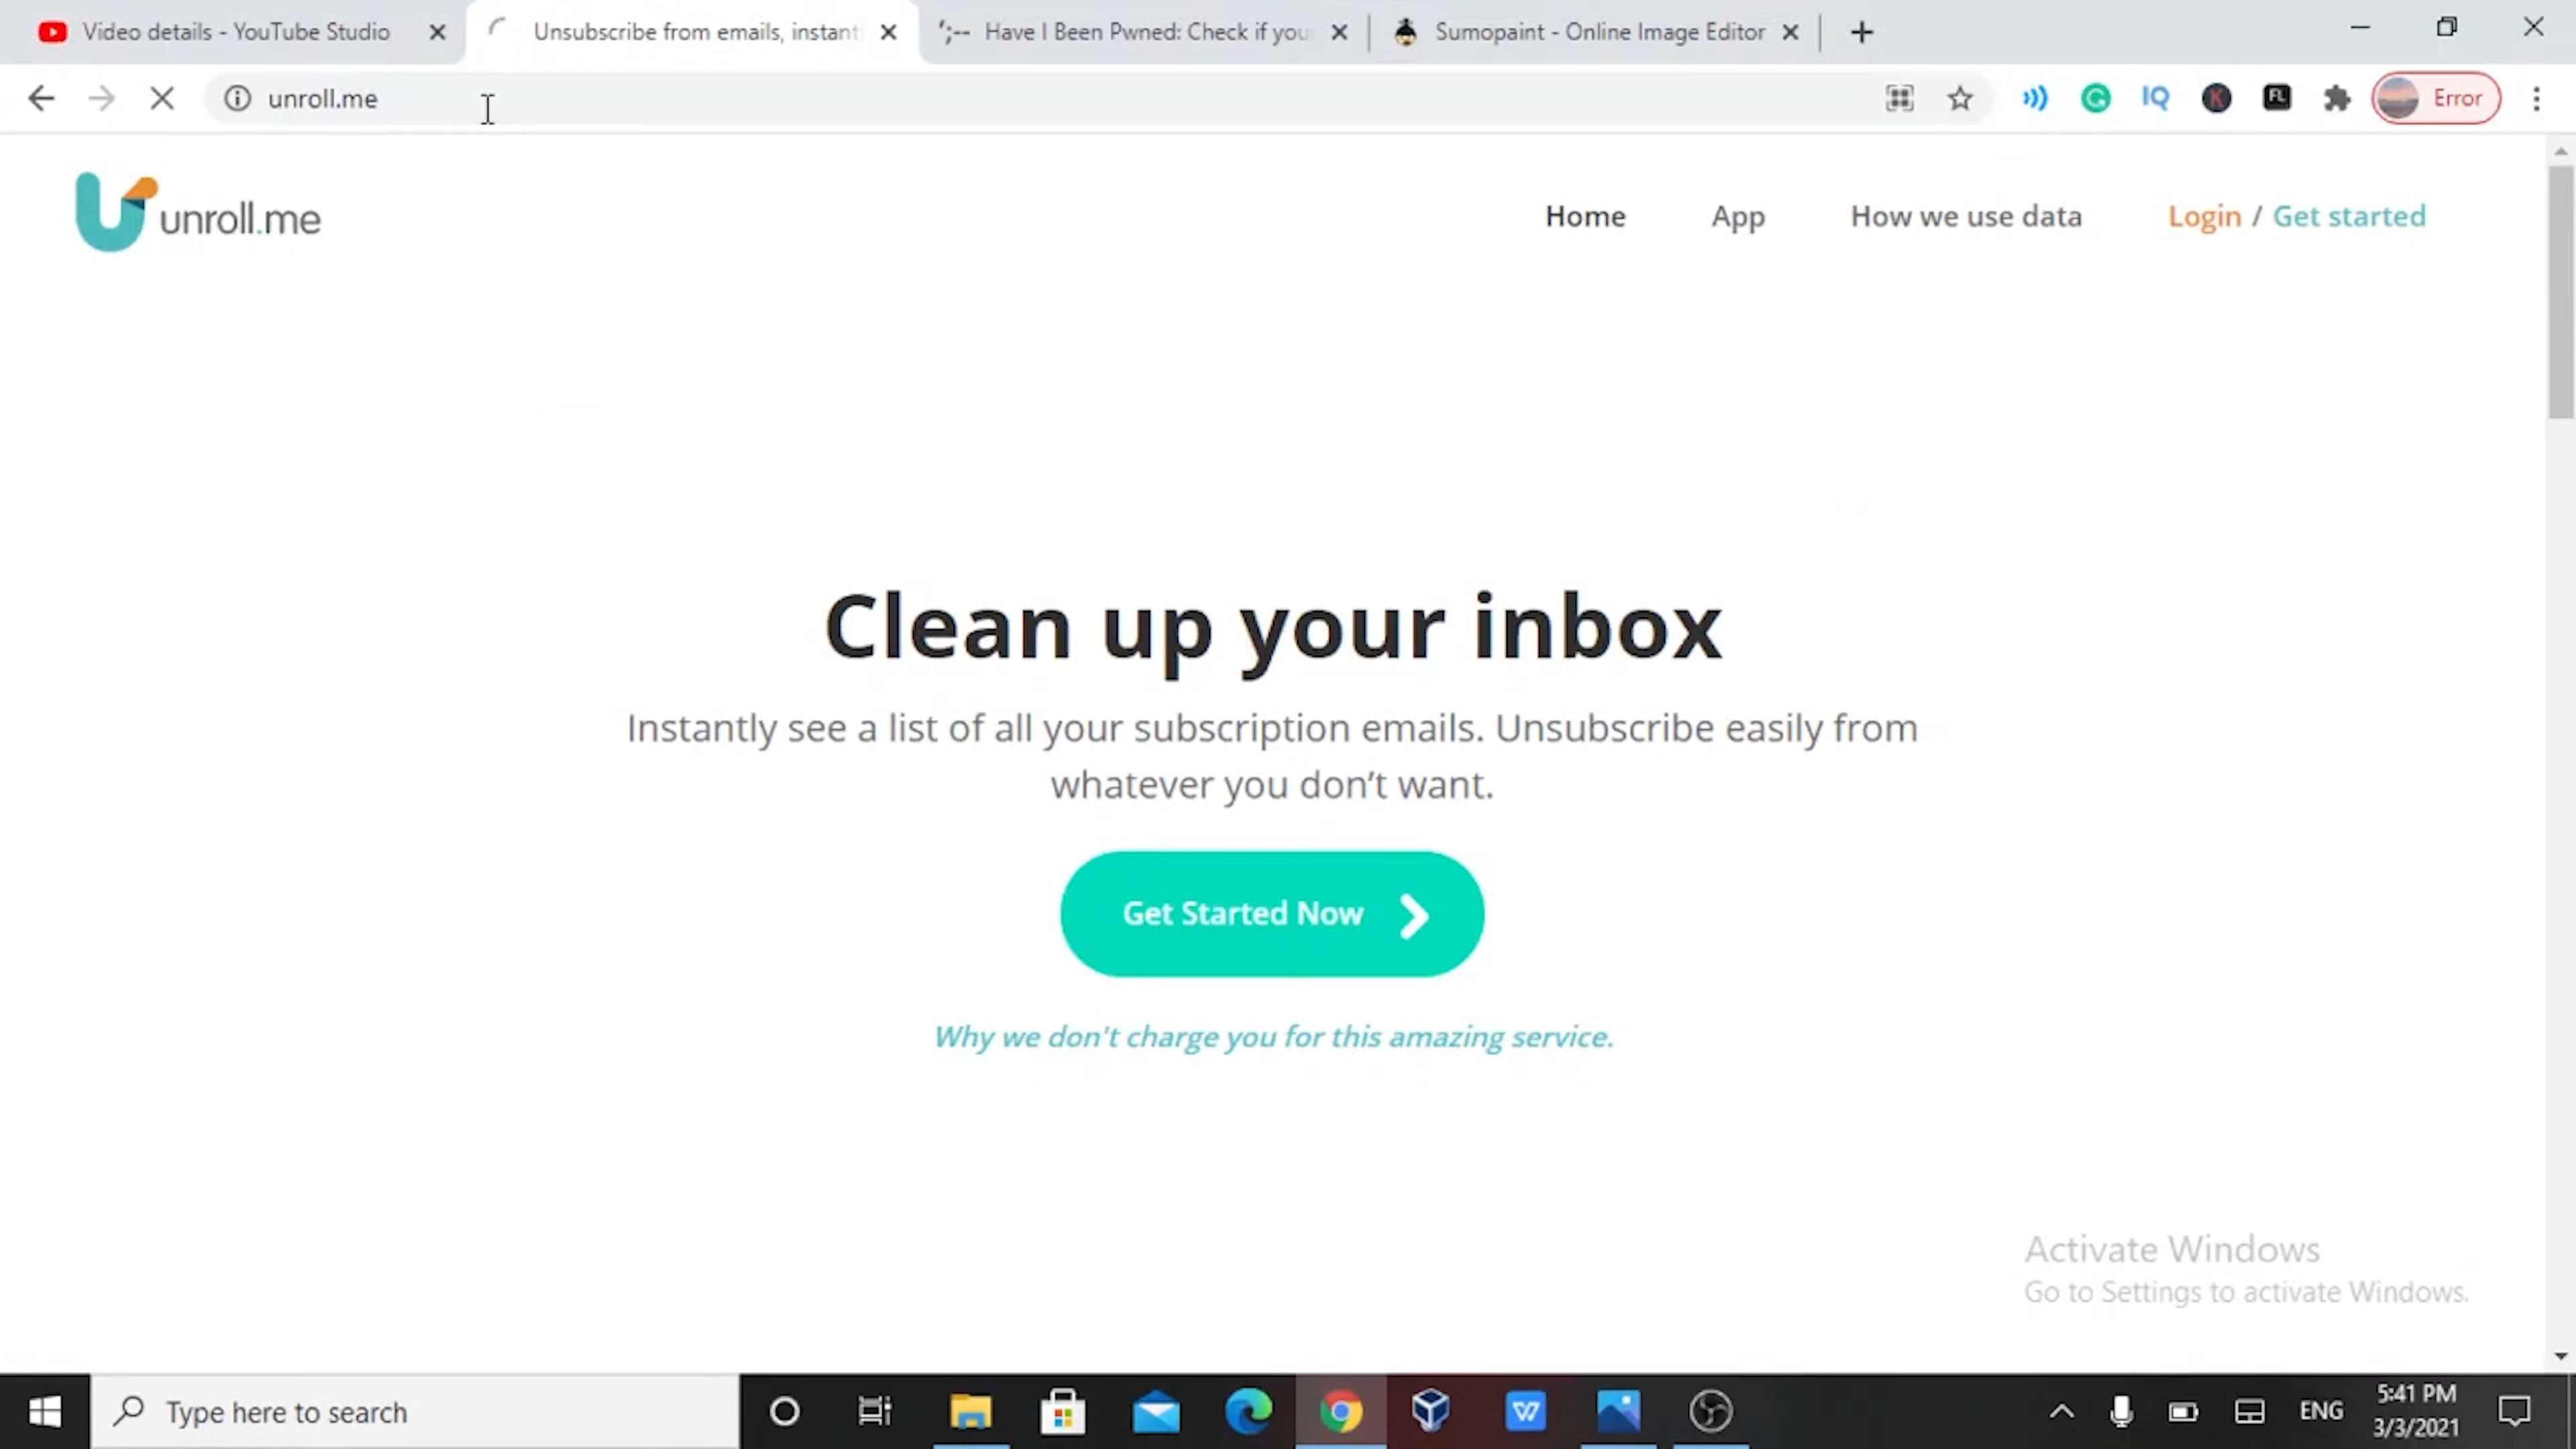 Video details - YouTube Studio
Unsubscribe from emails, instant
Have I Been Pwned: Check if you
Sumopaint - Online Image Editor
unroll.me
IQ
K
FL
Error
unroll.me
Home
App
How we use data
Login / Get started
Clean up your inbox
Instantly see a list of all your subscription emails. Unsubscribe easily from
whatever you don’t want.
Get Started Now
Why we don't charge you for this amazing service.
Activate Windows
Go to Settings to activate Windows.
Type here to search
ENG
5:41 PM
3/3/2021